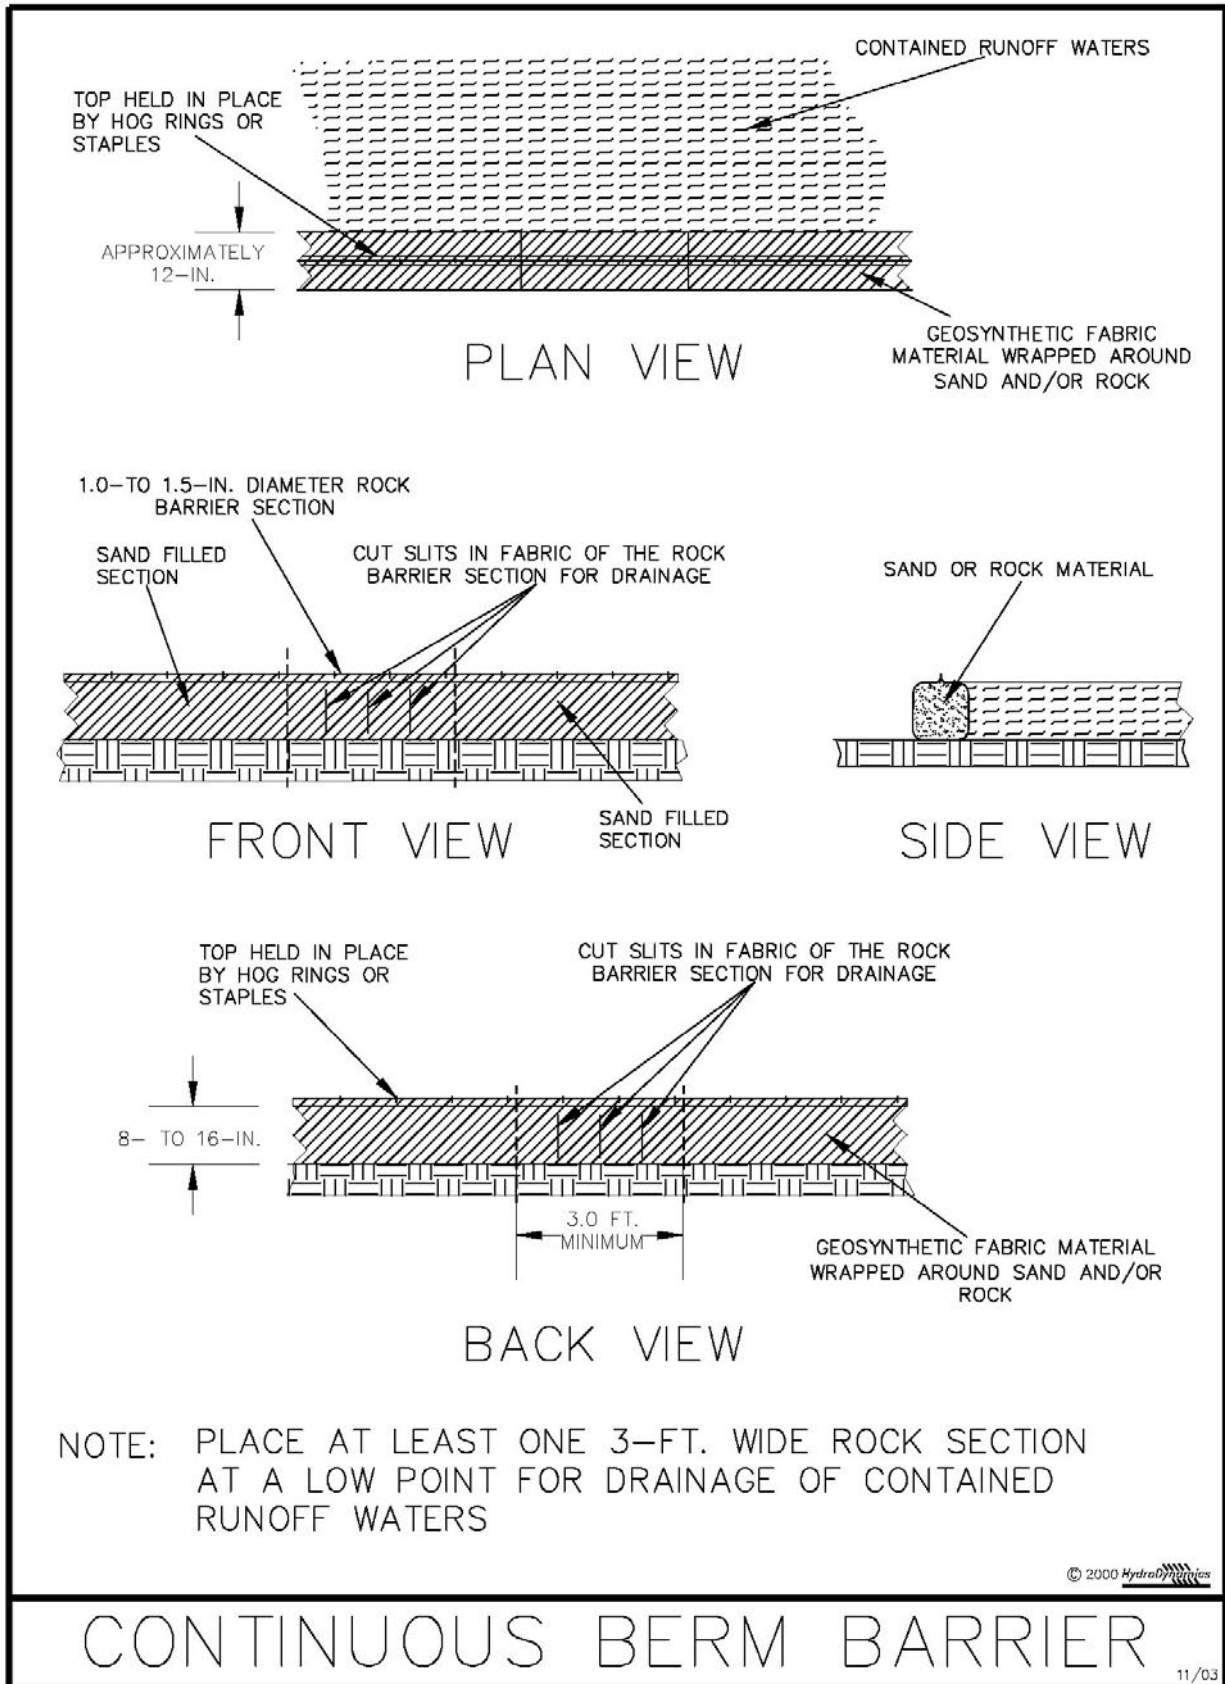 CONTAINED RUNOFF WATERS
TOP HELD IN PLACE
BY HOG RINGS OR
STAPLES
APPROXIMATELY
12-IN.
GEOSYNTHETIC FABRIC
MATERIAL WRAPPED AROUND
SAND AND/OR ROCK
PLAN VIEW
1.0-TO 1.5-IN. DIAMETER ROCK
BARRIER SECTION
SAND FILLED
SECTION
CUT SLITS IN FABRIC OF THE ROCK
BARRIER SECTION FOR DRAINAGE
SAND OR ROCK MATERIAL
SAND FILLED
SECTION
FRONT VIEW
SIDE VIEW
TOP HELD IN PLACE
BY HOG RINGS OR
STAPLES
CUT SLITS IN FABRIC OF THE ROCK
BARRIER SECTION FOR DRAINAGE
8- TO 16-IN.
3.0 FT.
MINIMUM
GEOSYNTHETIC FABRIC MATERIAL
WRAPPED AROUND SAND AND/OR
ROCK
BACK VIEW
NOTE: PLACE AT LEAST ONE 3-FT. WIDE ROCK SECTION
AT A LOW POINT FOR DRAINAGE OF CONTAINED
RUNOFF WATERS
© 2000 HydroDynamics
CONTINUOUS BERM BARRIER
11/03